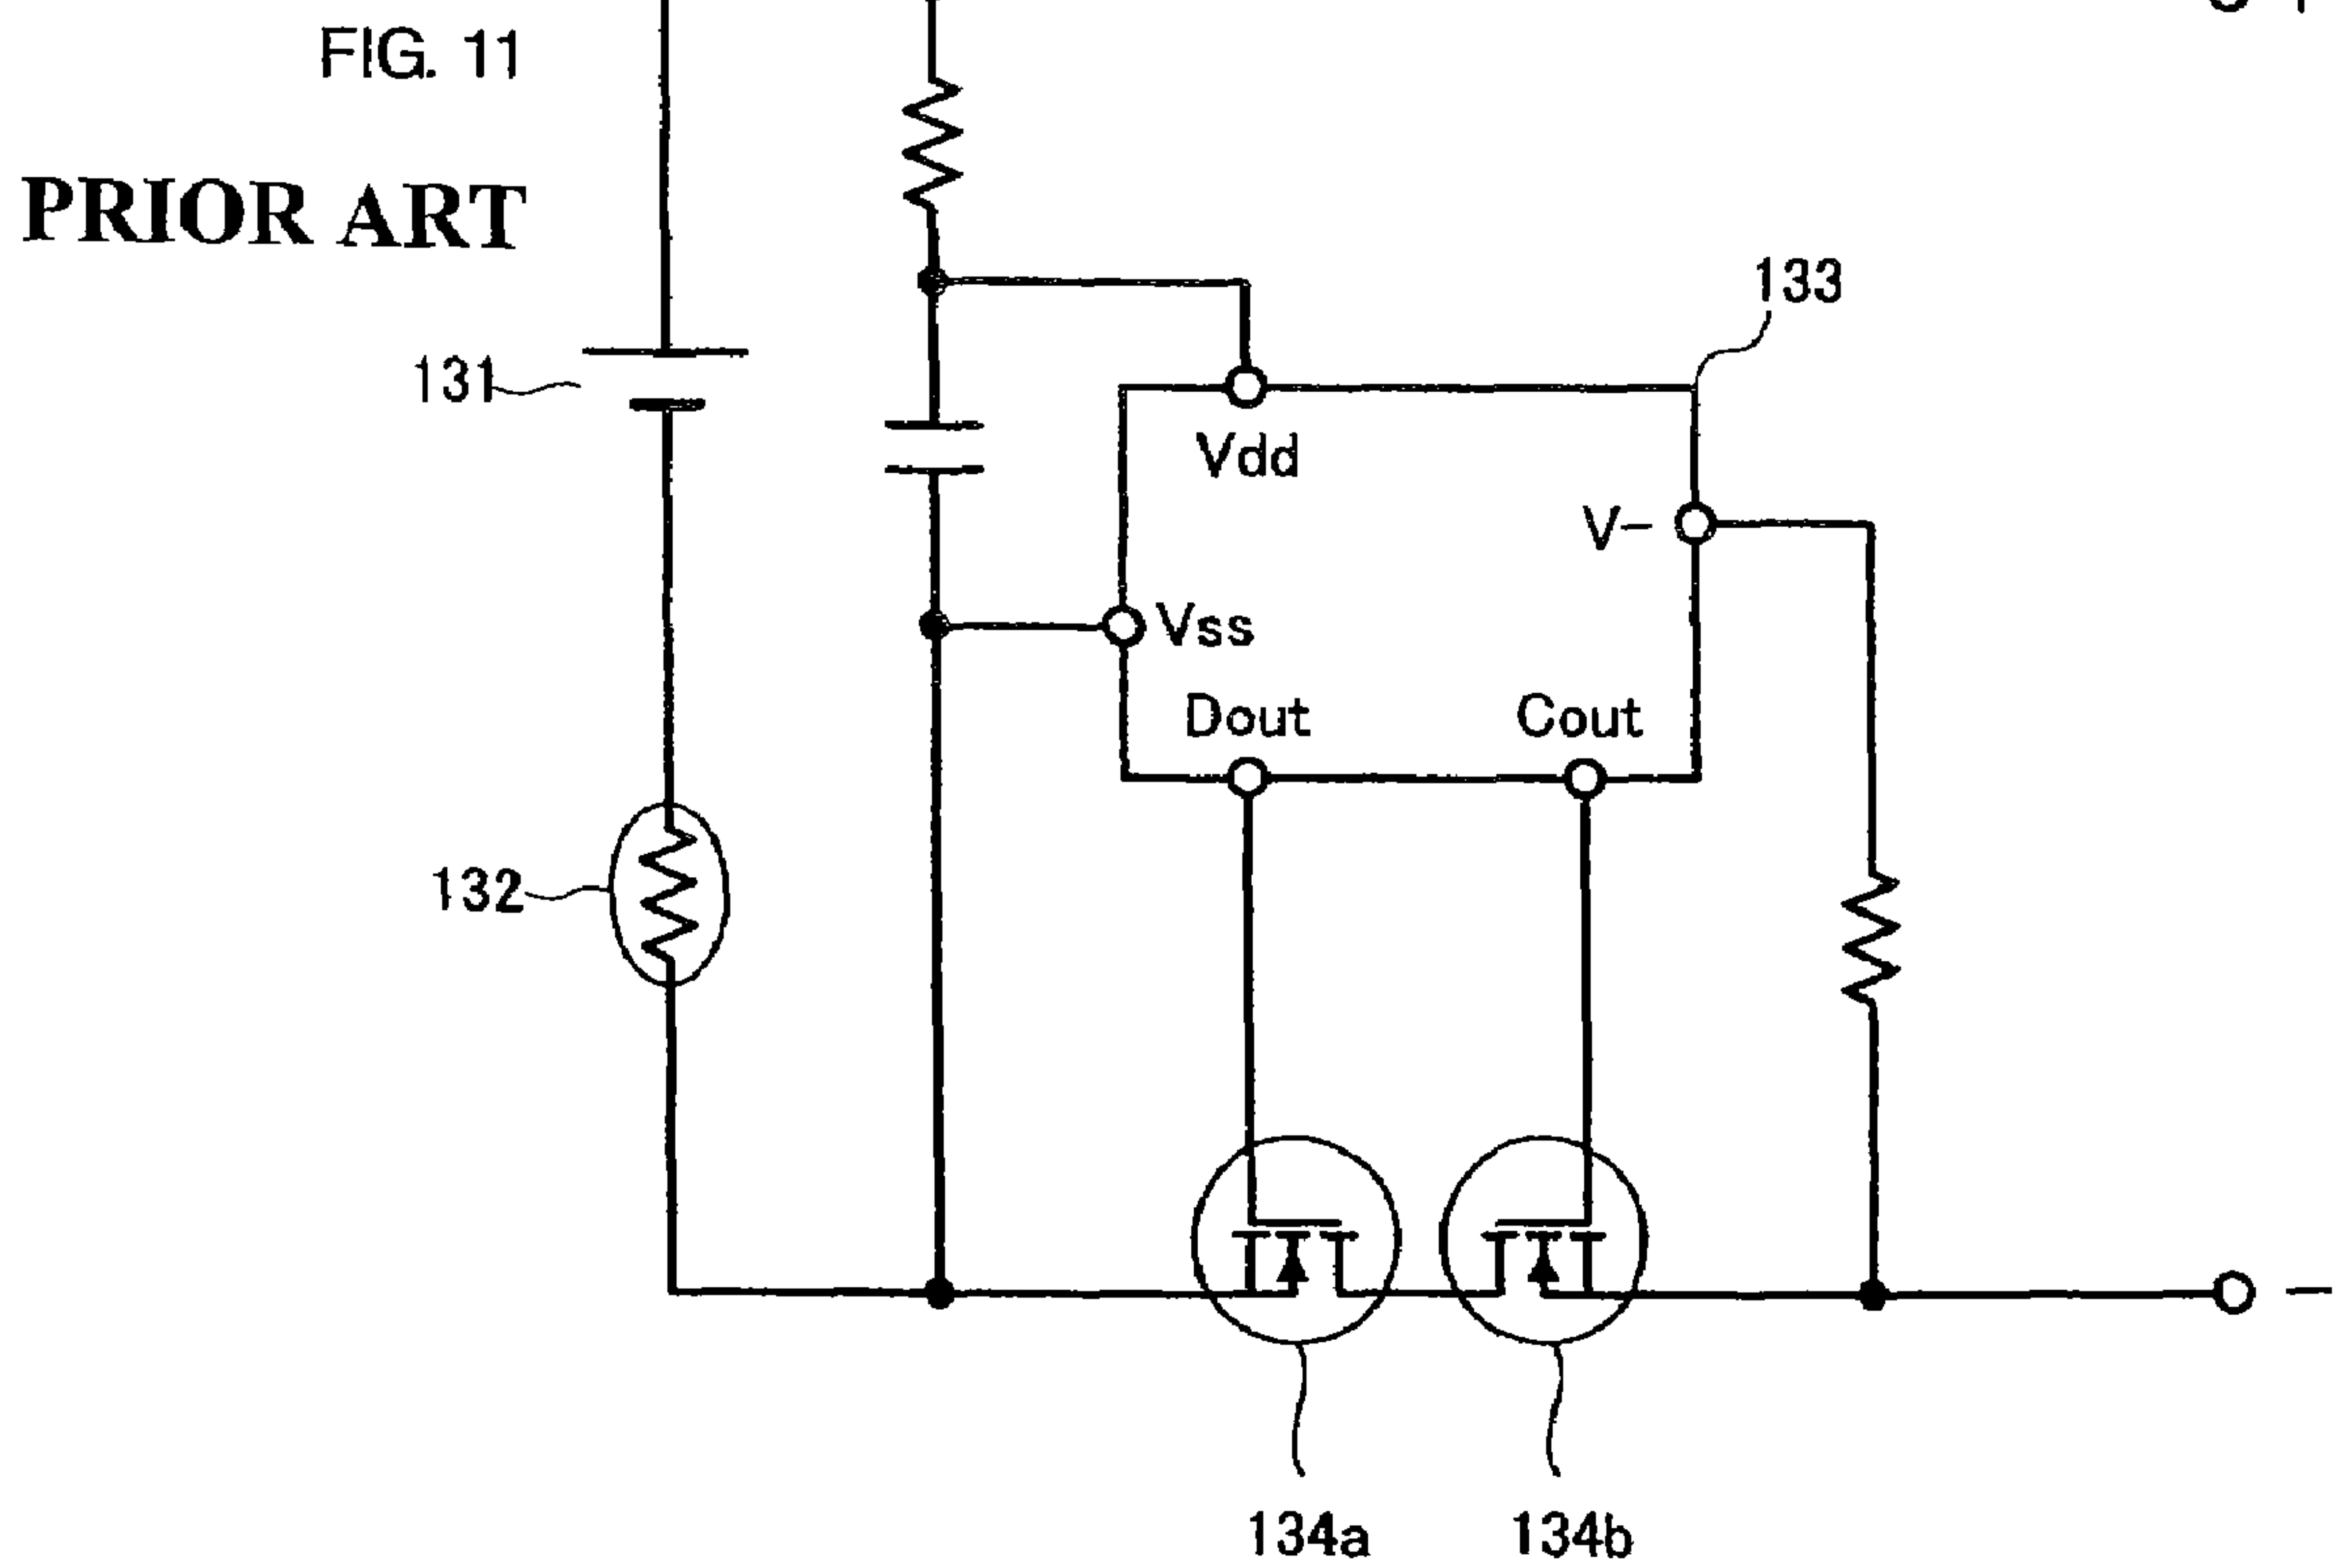 FIG. 11
PRIOR ART
133
131
Vdd
V−
Vss
Dout
Cout
132
−
134a
134b